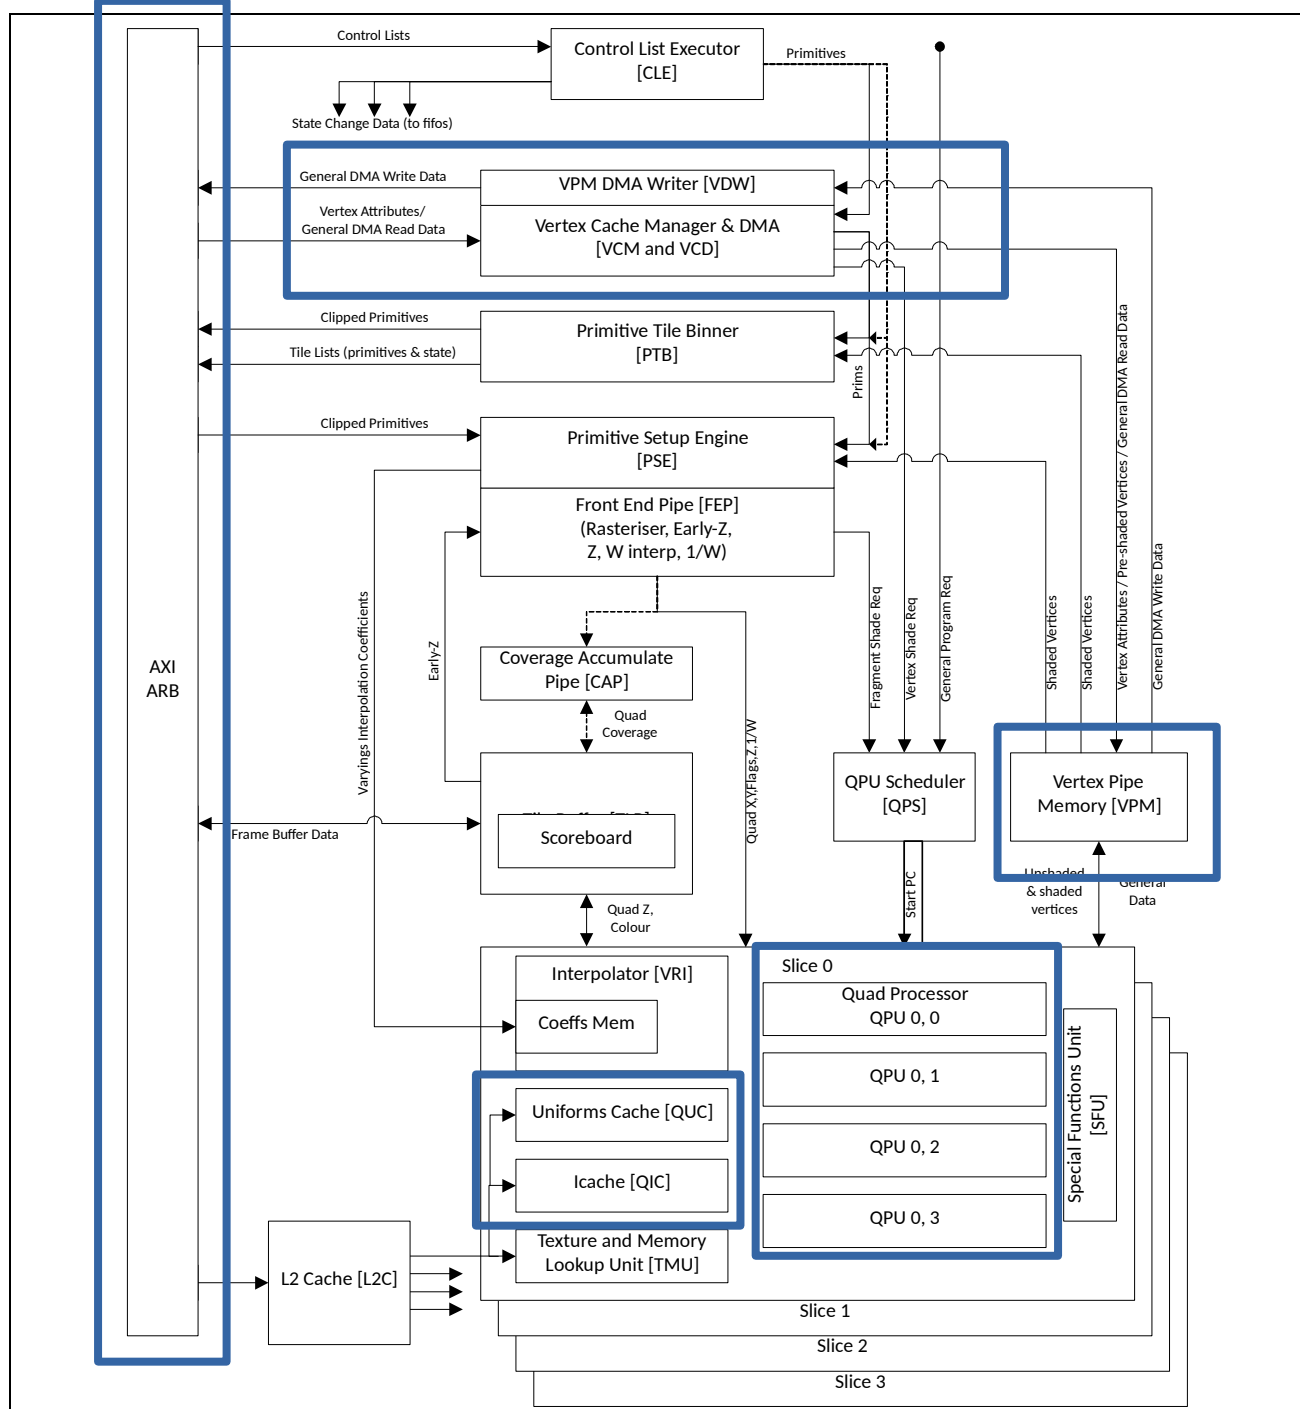 Control Lists
Control List Executor
[CLE]
Primitives
State Change Data (to fifos)
General DMA Write Data
VPM DMA Writer [VDW]
Vertex Attributes/
General DMA Read Data
Vertex Cache Manager & DMA
[VCM and VCD]
Clipped Primitives
Primitive Tile Binner
[PTB]
Tile Lists (primitives & state)
Prims
Clipped Primitives
Primitive Setup Engine
[PSE]
Front End Pipe [FEP]
(Rasteriser, Early-Z,
Z, W interp, 1/W)
Varyings Interpolation Coefficients
Early-Z
Coverage Accumulate
Pipe [CAP]
Quad
Coverage
Quad X,Y,Flags,Z,1/W
Fragment Shade Req
Vertex Shade Req
General Program Req
Shaded Vertices
Shaded Vertices
Vertex Attributes / Pre-shaded Vertices / General DMA Read Data
General DMA Write Data
AXI
ARB
QPU Scheduler
[QPS]
Vertex Pipe
Memory [VPM]
Frame Buffer Data
Scoreboard
Start PC
Unshaded
& shaded
vertices
General
Data
Quad Z,
Colour
Slice 0
Interpolator [VRI]
Coeffs Mem
Quad Processor
QPU 0, 0
QPU 0, 1
QPU 0, 2
QPU 0, 3
Special Functions Unit
[SFU]
Uniforms Cache [QUC]
Icache [QIC]
Texture and Memory
Lookup Unit [TMU]
L2 Cache [L2C]
Slice 1
Slice 2
Slice 3